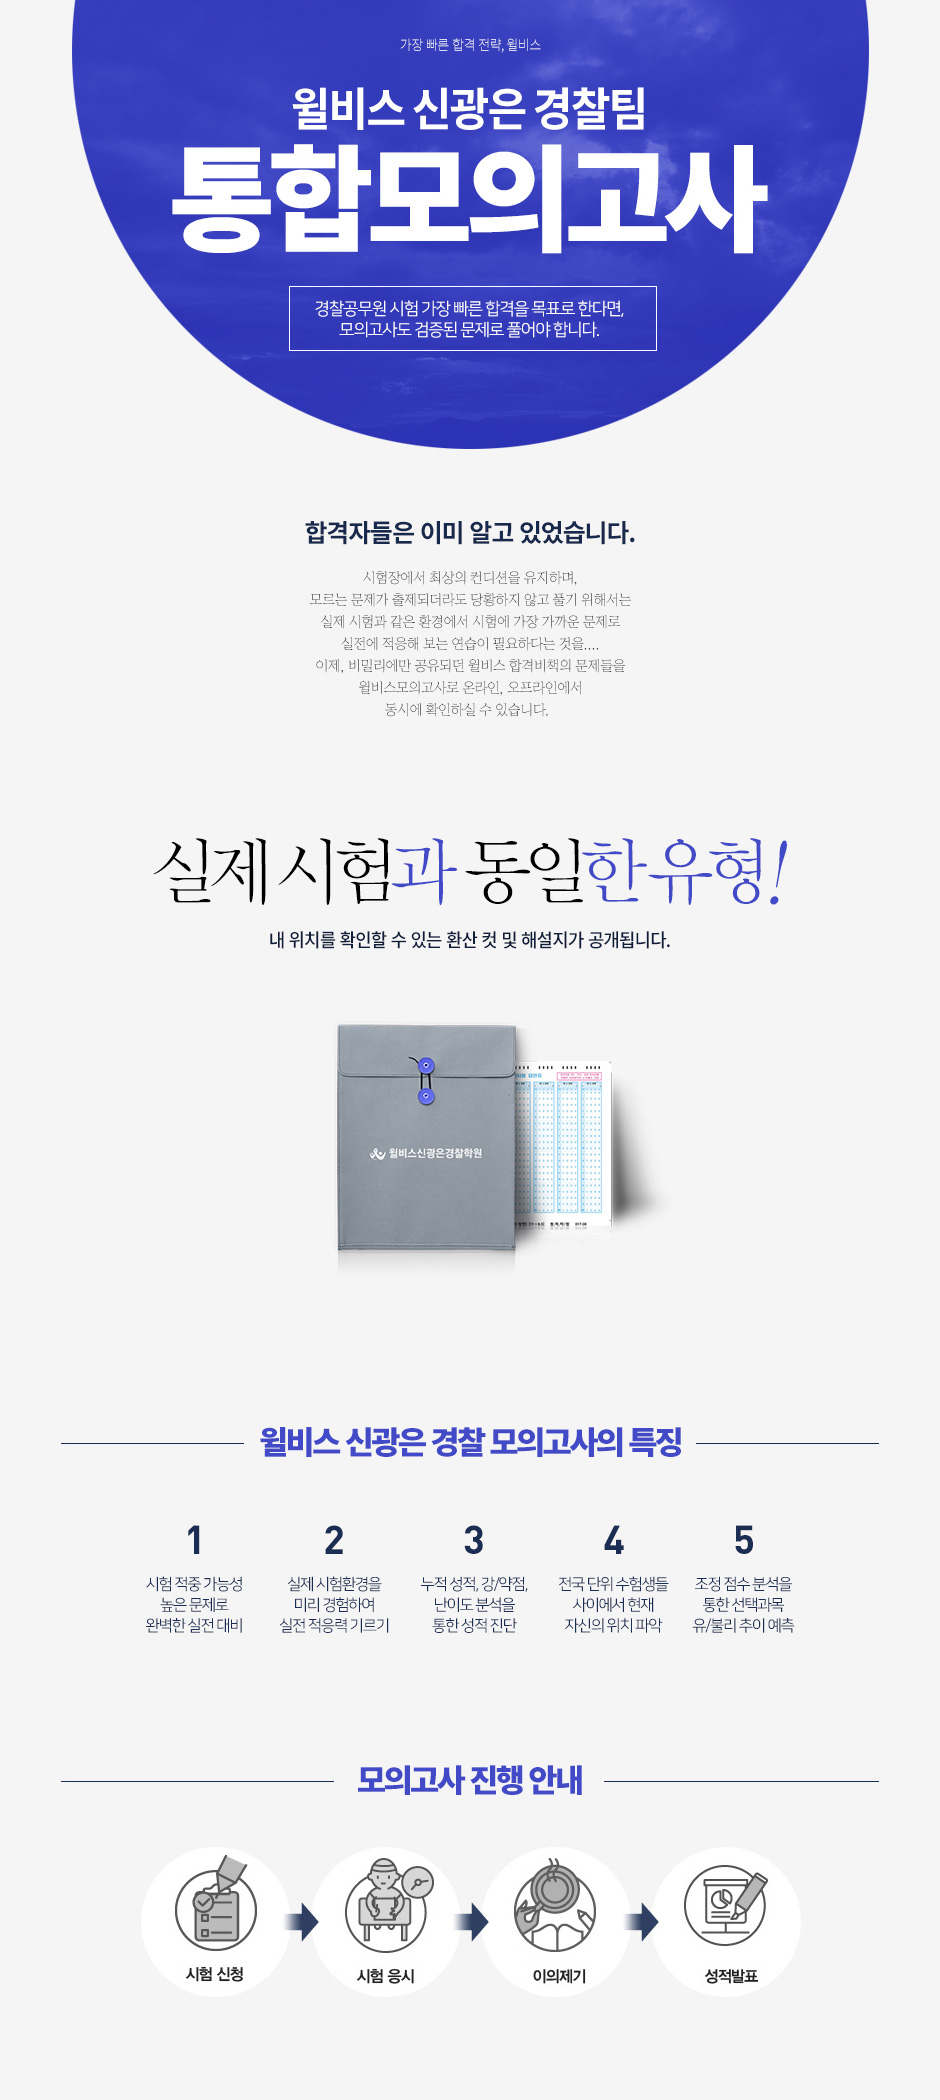 가장 빠른 합격 전략, 윌비스
윌비스 신광은 경찰팀
통합모의고사
경찰공무원 시험 가장 빠른 합격을 목표로 한다면,
모의고사도 검증된 문제로 풀어야 합니다.
합격자들은 이미 알고 있었습니다.
시험장에서 최상의 컨디션을 유지하며,
모르는 문제가 출제되더라도 당황하지 않고 풀기 위해서는
실제 시험과 같은 환경에서 시험에 가장 가까운 문제로
실전에 적응해 보는 연습이 필요하다는 것을....
이제, 비밀리에만 공유되던 윌비스 합격비책의 문제들을
윌비스모의고사로 온라인, 오프라인에서
동시에 확인하실 수 있습니다.
실제 시험과 동일한 유형!
내 위치를 확인할 수 있는 환산 컷 및 해설지가 공개됩니다.
윌비스신광은경찰학원
윌비스 신광은 경찰 모의고사의 특징
1
시험 적중 가능성
높은 문제로
완벽한 실전 대비
2
실제 시험환경을
미리 경험하여
실전 적응력 기르기
3
누적 성적, 강/약점,
난이도 분석을
통한 성적 진단
4
전국 단위 수험생들
사이에서 현재
자신의 위치 파악
5
조정 점수 분석을
통한 선택과목
유/불리 추이 예측
모의고사 진행 안내
시험 신청
시험 응시
이의제기
성적발표